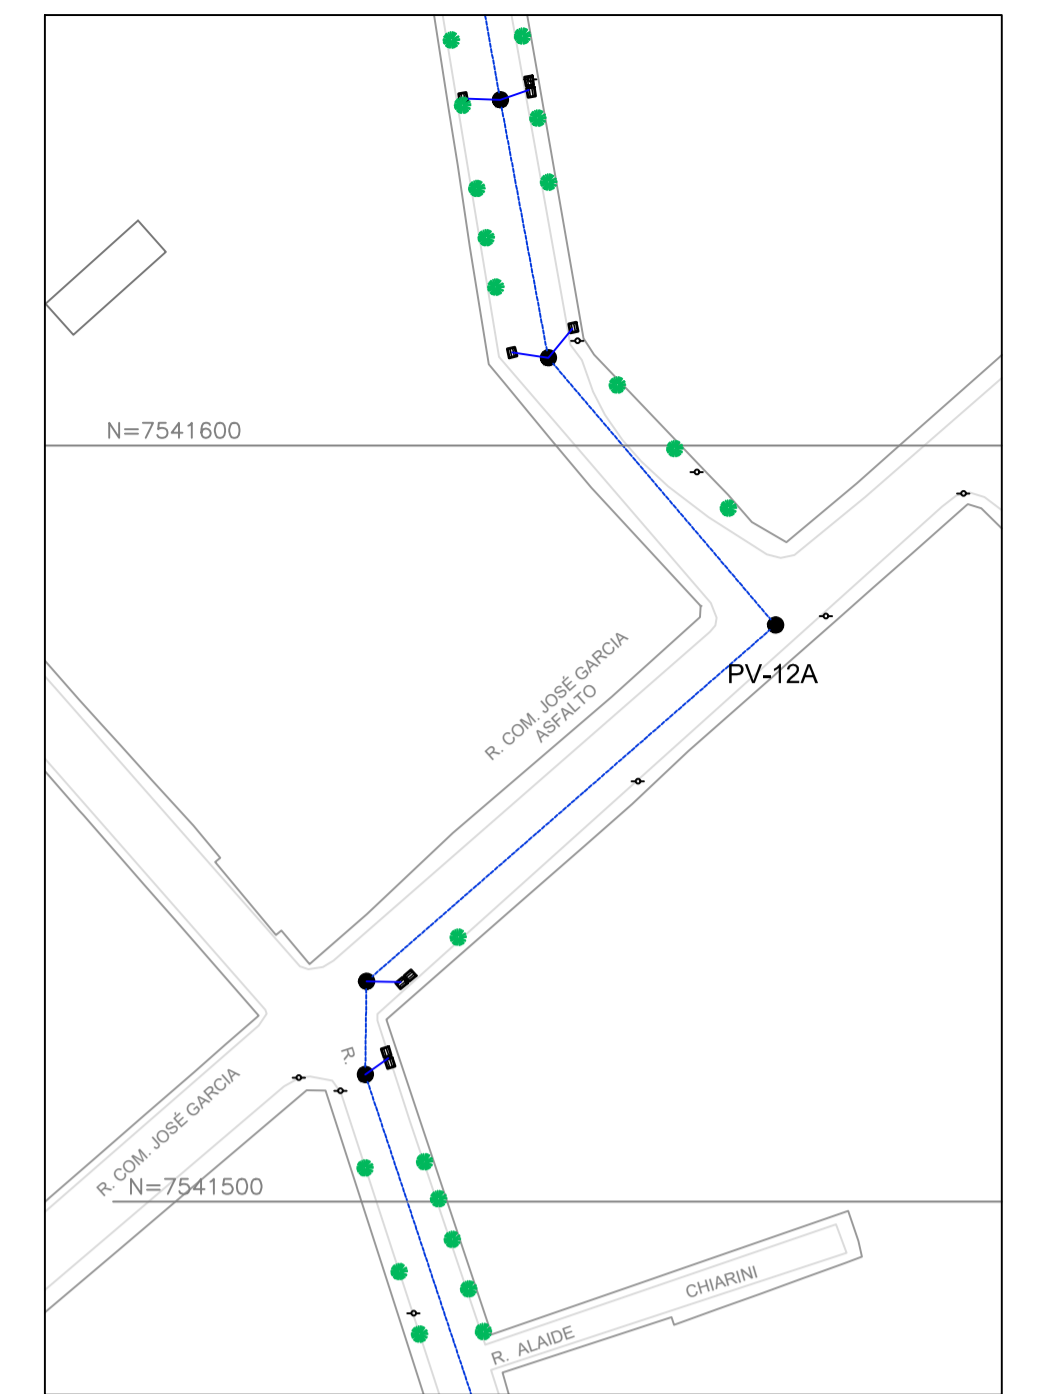 N=7541600
R. COM. JOSÉ GARCIA
ASFALTO
PV-12A
R.
R. COM. JOSÉ GARCIA
N=7541500
CHIARINI
R. ALAIDE